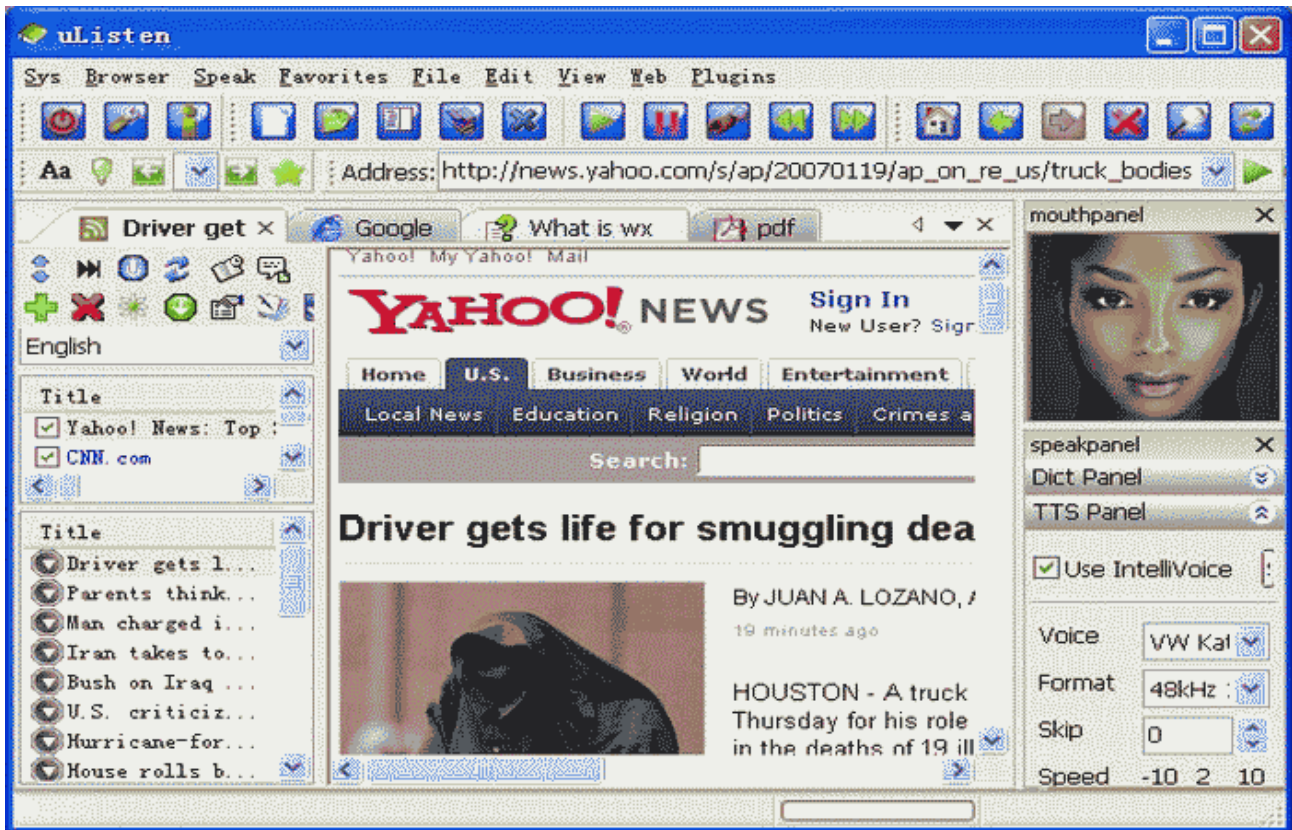 uListen
Sys Browser Speak Favorites File Edit View Web Plugins
Aa Address: http://news.yahoo.com/s/ap/20070119/ap_on_re_us/truck_bodies
Driver get Google What is wx pdf
English
Title
Yahoo! News: Top
CNN.com
Title
Driver gets l...
Parents think...
Man charged i...
Iran takes to...
Bush on Iraq ...
U.S. criticiz...
Hurricane-for...
House rolls b...
Yahoo! My Yahoo! Mail
YAHOO! NEWS
Sign In
New User? Sign
Home U.S. Business World Entertainment
Local News Education Religion Politics Crimes a
Search:
Driver gets life for smuggling dea
By JUAN A. LOZANO, A
19 minutes ago
HOUSTON - A truck
Thursday for his role
in the deaths of 19 ill
mouthpanel
speakpanel
Dict Panel
TTS Panel
Use IntelliVoice
Voice VW Kat
Format 48kHz
Skip 0
Speed -10 2 10